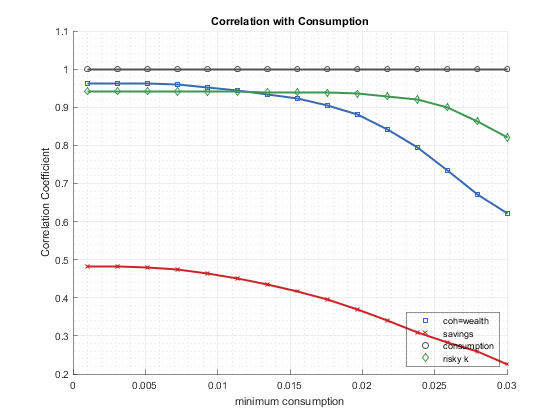 Correlation with Consumption
1.1
1
0.9
0.8
0.7
0.6
0.5
0.4
0.3
0.2
Correlation Coefficient
0
0.005
0.01
0.015
0.02
0.025
0.03
minimum consumption
coh=wealth
savings
consumption
risky k